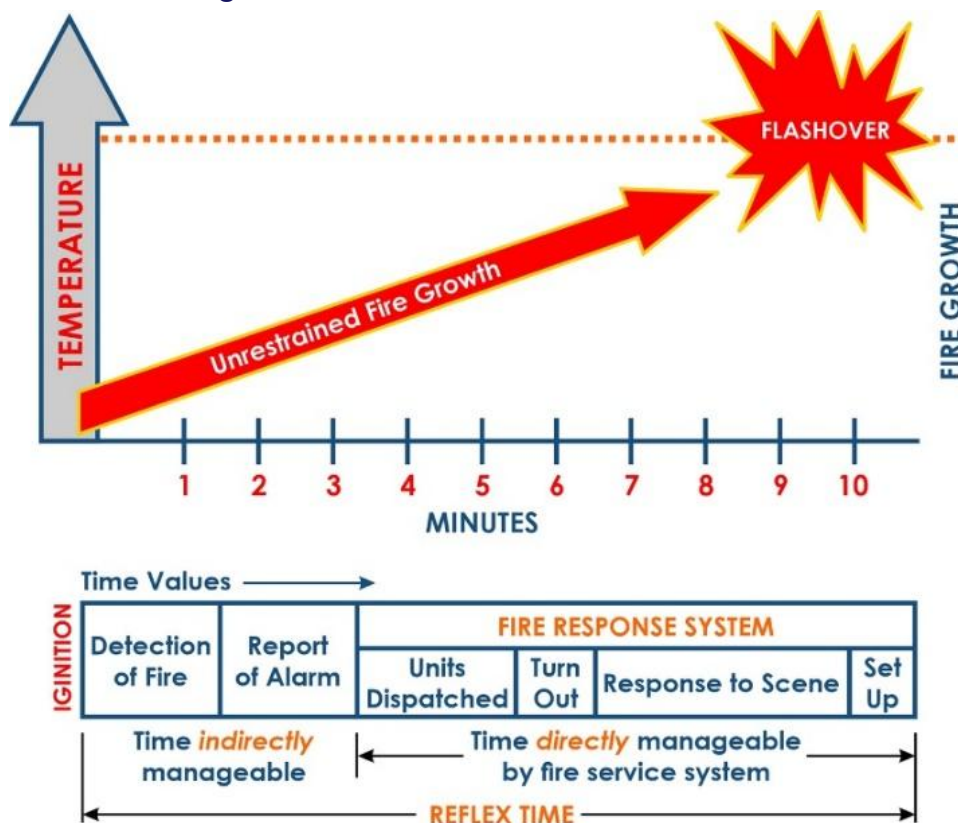 FLASHOVER
TEMPERATURE
Unrestrained Fire Growth
FIRE GROWTH
1 2 3 4 5 6 7 8 9 10
MINUTES
Time Values
IGINITION
Detection
of Fire
Report
of Alarm
FIRE RESPONSE SYSTEM
Units
Dispatched
Turn
Out
Response to Scene
Set
Up
Time indirectly
manageable
Time directly manageable
by fire service system
REFLEX TIME